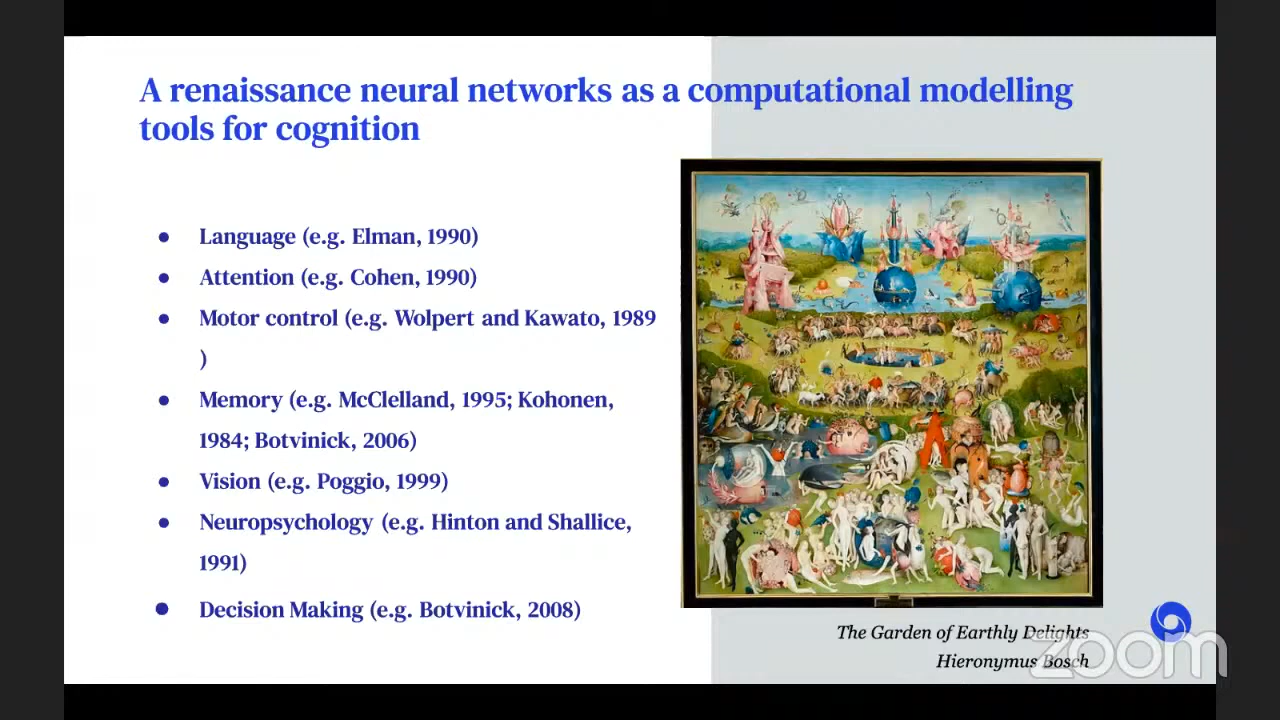 A renaissance neural networks as a computational modelling
tools for cognition
● Language (e.g. Elman, 1990)
● Attention (e.g. Cohen, 1990)
● Motor control (e.g. Wolpert and Kawato, 1989
)
● Memory (e.g. McClelland, 1995; Kohonen,
1984; Botvinick, 2006)
● Vision (e.g. Poggio, 1999)
● Neuropsychology (e.g. Hinton and Shallice,
1991)
● Decision Making (e.g. Botvinick, 2008)
The Garden of Earthly Delights
Hieronymus Bosch
zoom